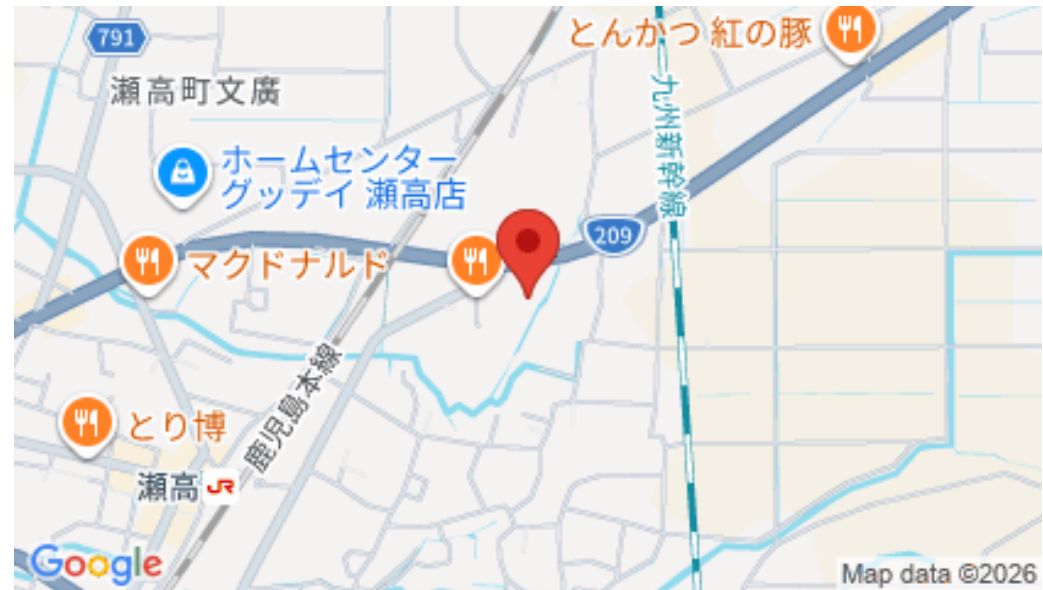 791
とんかつ 紅の豚
瀬高町文廣
九州新幹線
ホームセンター
グッデイ 瀬高店
209
マクドナルド
鹿児島本線
とり博
瀬高
JR
Google
Map data ©2026